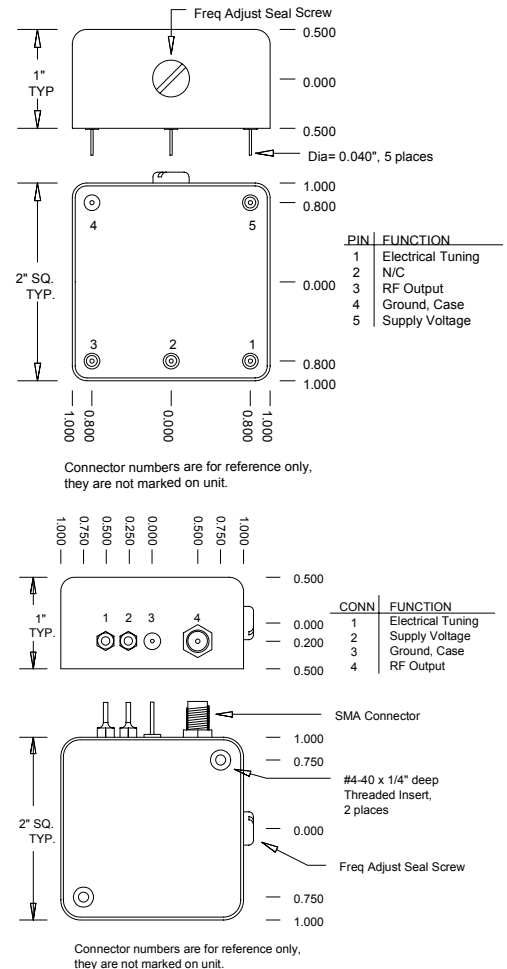 Freq Adjust Seal Screw
0.500
1"
TYP
0.000
0.500
Dia= 0.040", 5 places
1.000
0.800
4
5
2" SQ.
TYP.
0.000
PIN FUNCTION
1 Electrical Tuning
2 N/C
3 RF Output
4 Ground, Case
5 Supply Voltage
3 2 1
0.800
1.000
1.000
0.800
0.000
0.800
1.000
Connector numbers are for reference only,
they are not marked on unit.
1.000
0.750
0.500
0.250
0.000
0.500
0.750
1.000
0.500
1"
TYP.
1 2 3 4
0.000
0.200
0.500
CONN FUNCTION
1 Electrical Tuning
2 Supply Voltage
3 Ground, Case
4 RF Output
SMA Connector
1.000
0.750
#4-40 x 1/4" deep
Threaded Insert,
2 places
2" SQ.
TYP.
0.000
Freq Adjust Seal Screw
0.750
1.000
Connector numbers are for reference only,
they are not marked on unit.